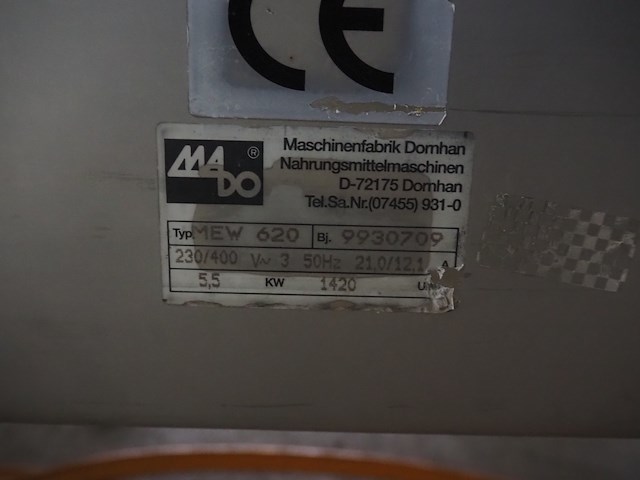 CE
MADO ®
Maschinenfabrik Dornhan
Nahrungsmittelmaschinen
D-72175 Dornhan
Tel.Sa.Nr.(07455) 931-0
Typ MEW 620 Bj. 9930709
230/400 V~ 3 50Hz 21.0/12.1 A
5,5 KW 1420